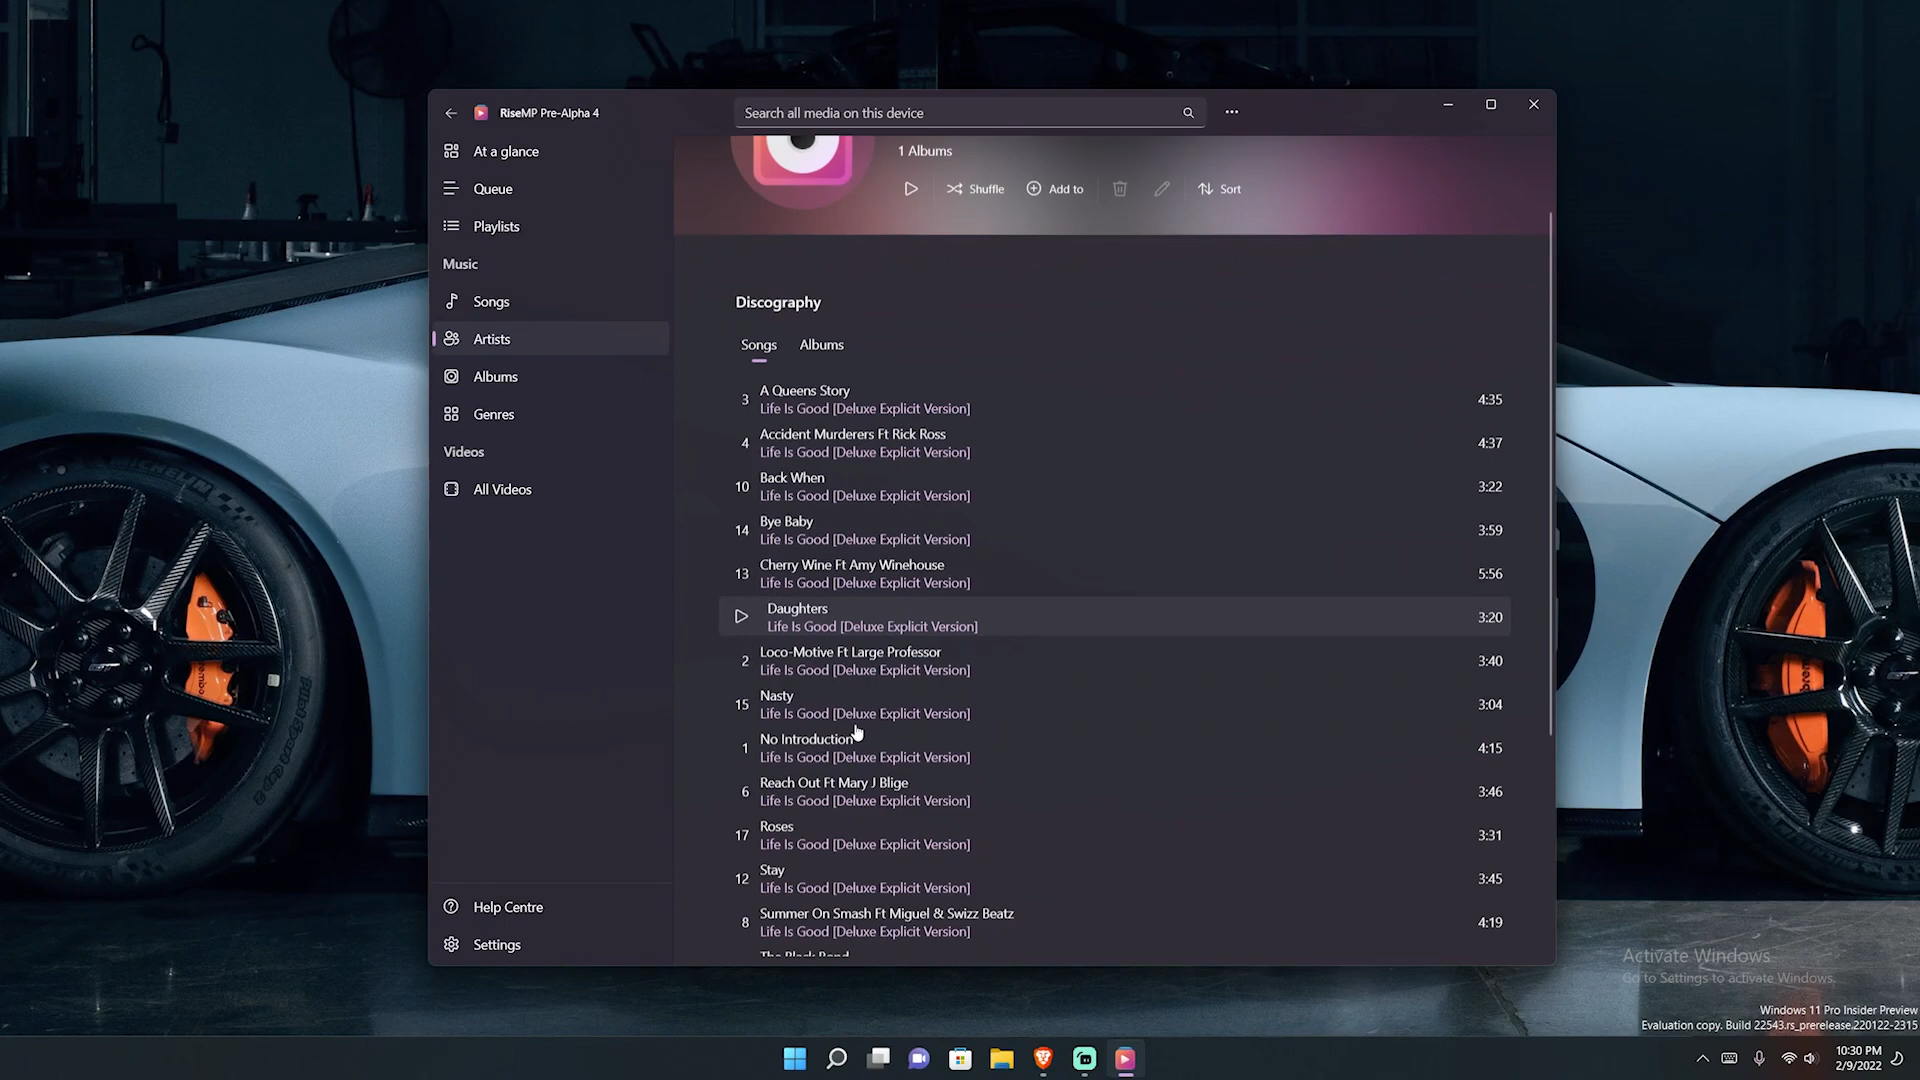 RiseMP Pre-Alpha 4
Search all media on this device
At a glance
Queue
Playlists
Music
Songs
Artists
Albums
Genres
Videos
All Videos
Help Centre
Settings
1 Albums
Shuffle
Add to
Sort
Discography
Songs
Albums
3
A Queens Story
Life Is Good [Deluxe Explicit Version]
4:35
4
Accident Murderers Ft Rick Ross
Life Is Good [Deluxe Explicit Version]
4:37
10
Back When
Life Is Good [Deluxe Explicit Version]
3:22
14
Bye Baby
Life Is Good [Deluxe Explicit Version]
3:59
13
Cherry Wine Ft Amy Winehouse
Life Is Good [Deluxe Explicit Version]
5:56
Daughters
Life Is Good [Deluxe Explicit Version]
3:20
2
Loco-Motive Ft Large Professor
Life Is Good [Deluxe Explicit Version]
3:40
15
Nasty
Life Is Good [Deluxe Explicit Version]
3:04
1
No Introduction
Life Is Good [Deluxe Explicit Version]
4:15
6
Reach Out Ft Mary J Blige
Life Is Good [Deluxe Explicit Version]
3:46
17
Roses
Life Is Good [Deluxe Explicit Version]
3:31
12
Stay
Life Is Good [Deluxe Explicit Version]
3:45
8
Summer On Smash Ft Miguel & Swizz Beatz
Life Is Good [Deluxe Explicit Version]
4:19
Activate Windows
Go to Settings to activate Windows.
Windows 11 Pro Insider Preview
Evaluation copy. Build 22543.rs_prerelease.220122-2315
10:30 PM
2/9/2022